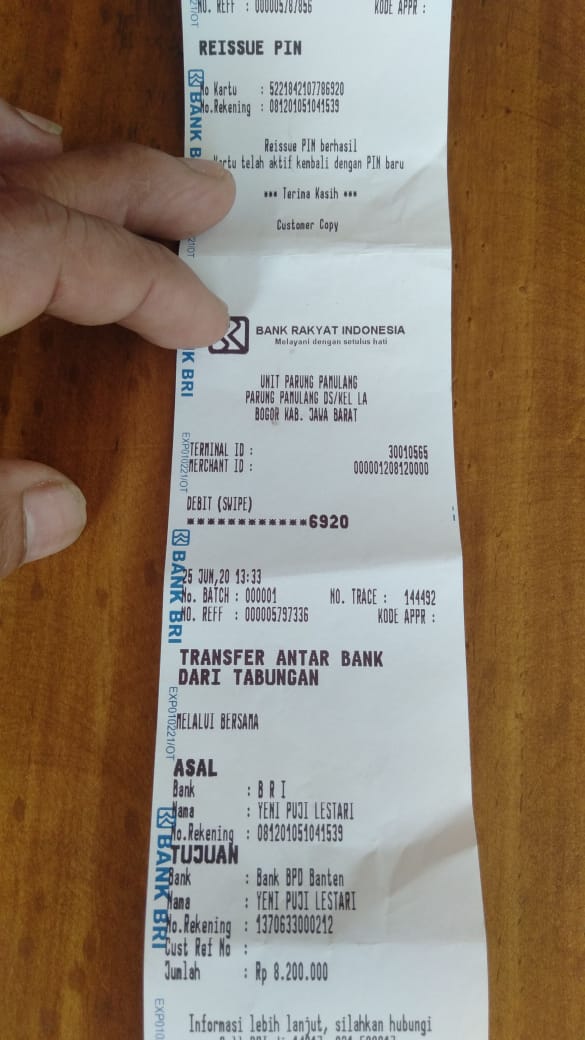 NO. REFF : 000005787856 KODE APPR :
REISSUE PIN
No Kartu : 5221842107786920
No.Rekening : 081201051041539
Reissue PIN berhasil
Kartu telah aktif kembali dengan PIN baru
*** Terima Kasih ***
Customer Copy
BANK RAKYAT INDONESIA
Melayani dengan setulus hati
UNIT PARUNG PAMULANG
PARUNG PAMULANG DS/KEL LA
BOGOR KAB. JAWA BARAT
TERMINAL ID : 30010565
MERCHANT ID : 000001208120000
DEBIT (SWIPE)
************6920
25 JUN,20 13:33
No. BATCH : 000001 NO. TRACE : 144492
NO. REFF : 000005797336 KODE APPR :
TRANSFER ANTAR BANK
DARI TABUNGAN
MELALUI BERSAMA
ASAL
Bank : B R I
Nama : YENI PUJI LESTARI
No.Rekening : 081201051041539
TUJUAN
Bank : Bank BPD Banten
Nama : YENI PUJI LESTARI
No.Rekening : 1370633000212
Cust Ref No :
Jumlah : Rp 8.200.000
Informasi lebih lanjut, silahkan hubungi
BANK BRI
EXP010221/OT
BANK BRI
EXP010221/OT
BANK BRI